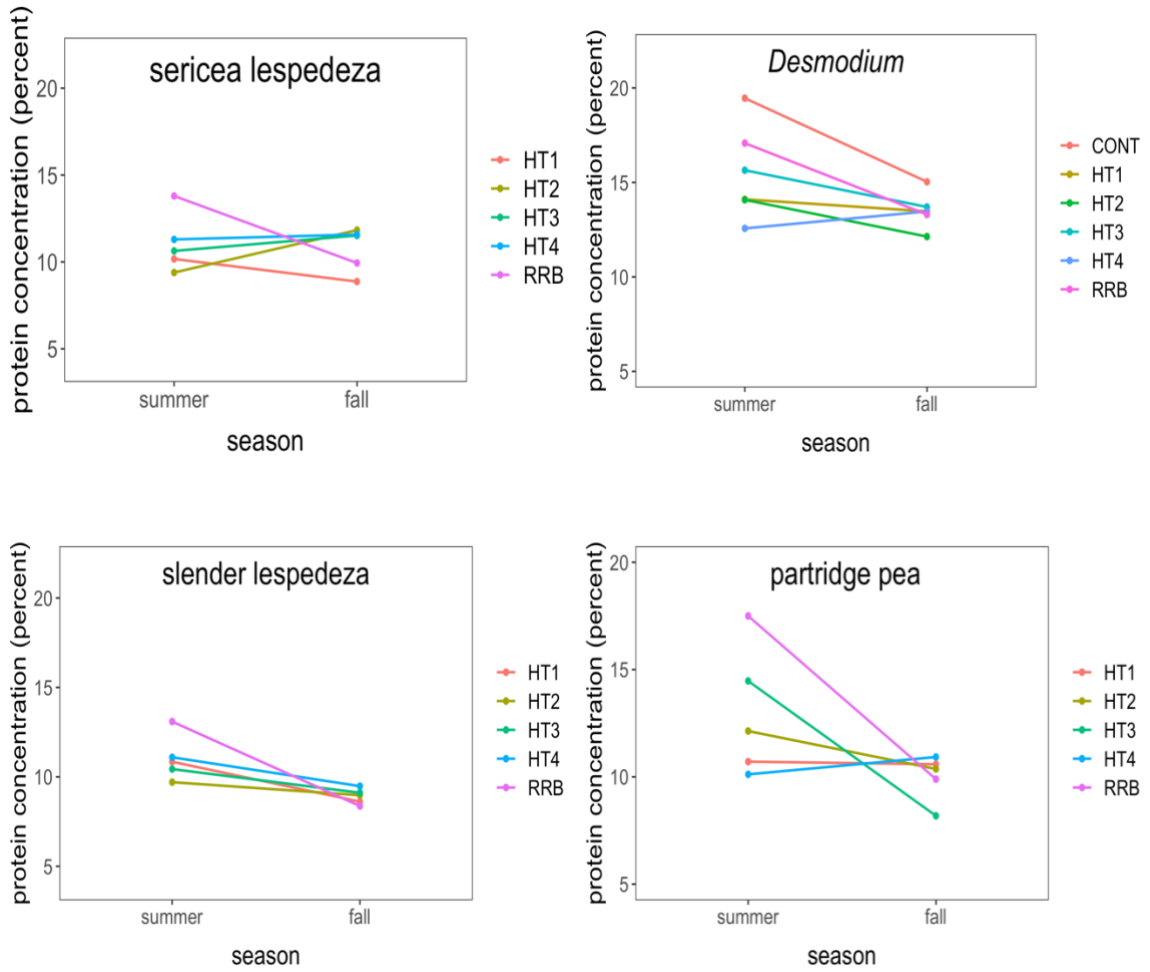 sericea lespedeza
protein concentration (percent)
20
15
10
5
summer
fall
season
HT1
HT2
HT3
HT4
RRB
Desmodium
protein concentration (percent)
20
15
10
5
summer
fall
season
CONT
HT1
HT2
HT3
HT4
RRB
slender lespedeza
protein concentration (percent)
20
15
10
5
summer
fall
season
HT1
HT2
HT3
HT4
RRB
partridge pea
protein concentration (percent)
20
15
10
5
summer
fall
season
HT1
HT2
HT3
HT4
RRB